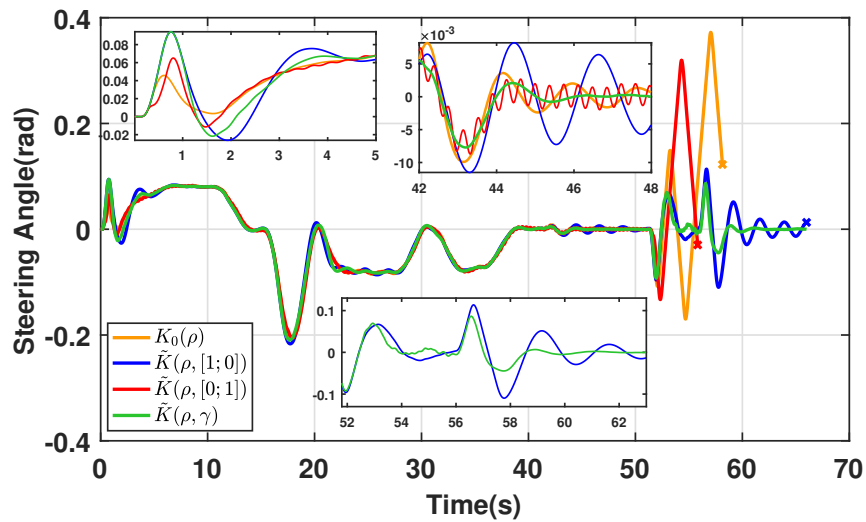 0.4
0.2
0
-0.2
-0.4
Steering Angle(rad)
0.08
0.06
0.04
0.02
0
-0.02
1 2 3 4 5
×10⁻³
5
0
-5
-10
42 44 46 48
0.1
0
-0.1
52 54 56 58 60 62
K₀(ρ)
K̃(ρ, [1; 0])
K̃(ρ, [0; 1])
K̃(ρ, γ)
0 10 20 30 40 50 60 70
Time(s)